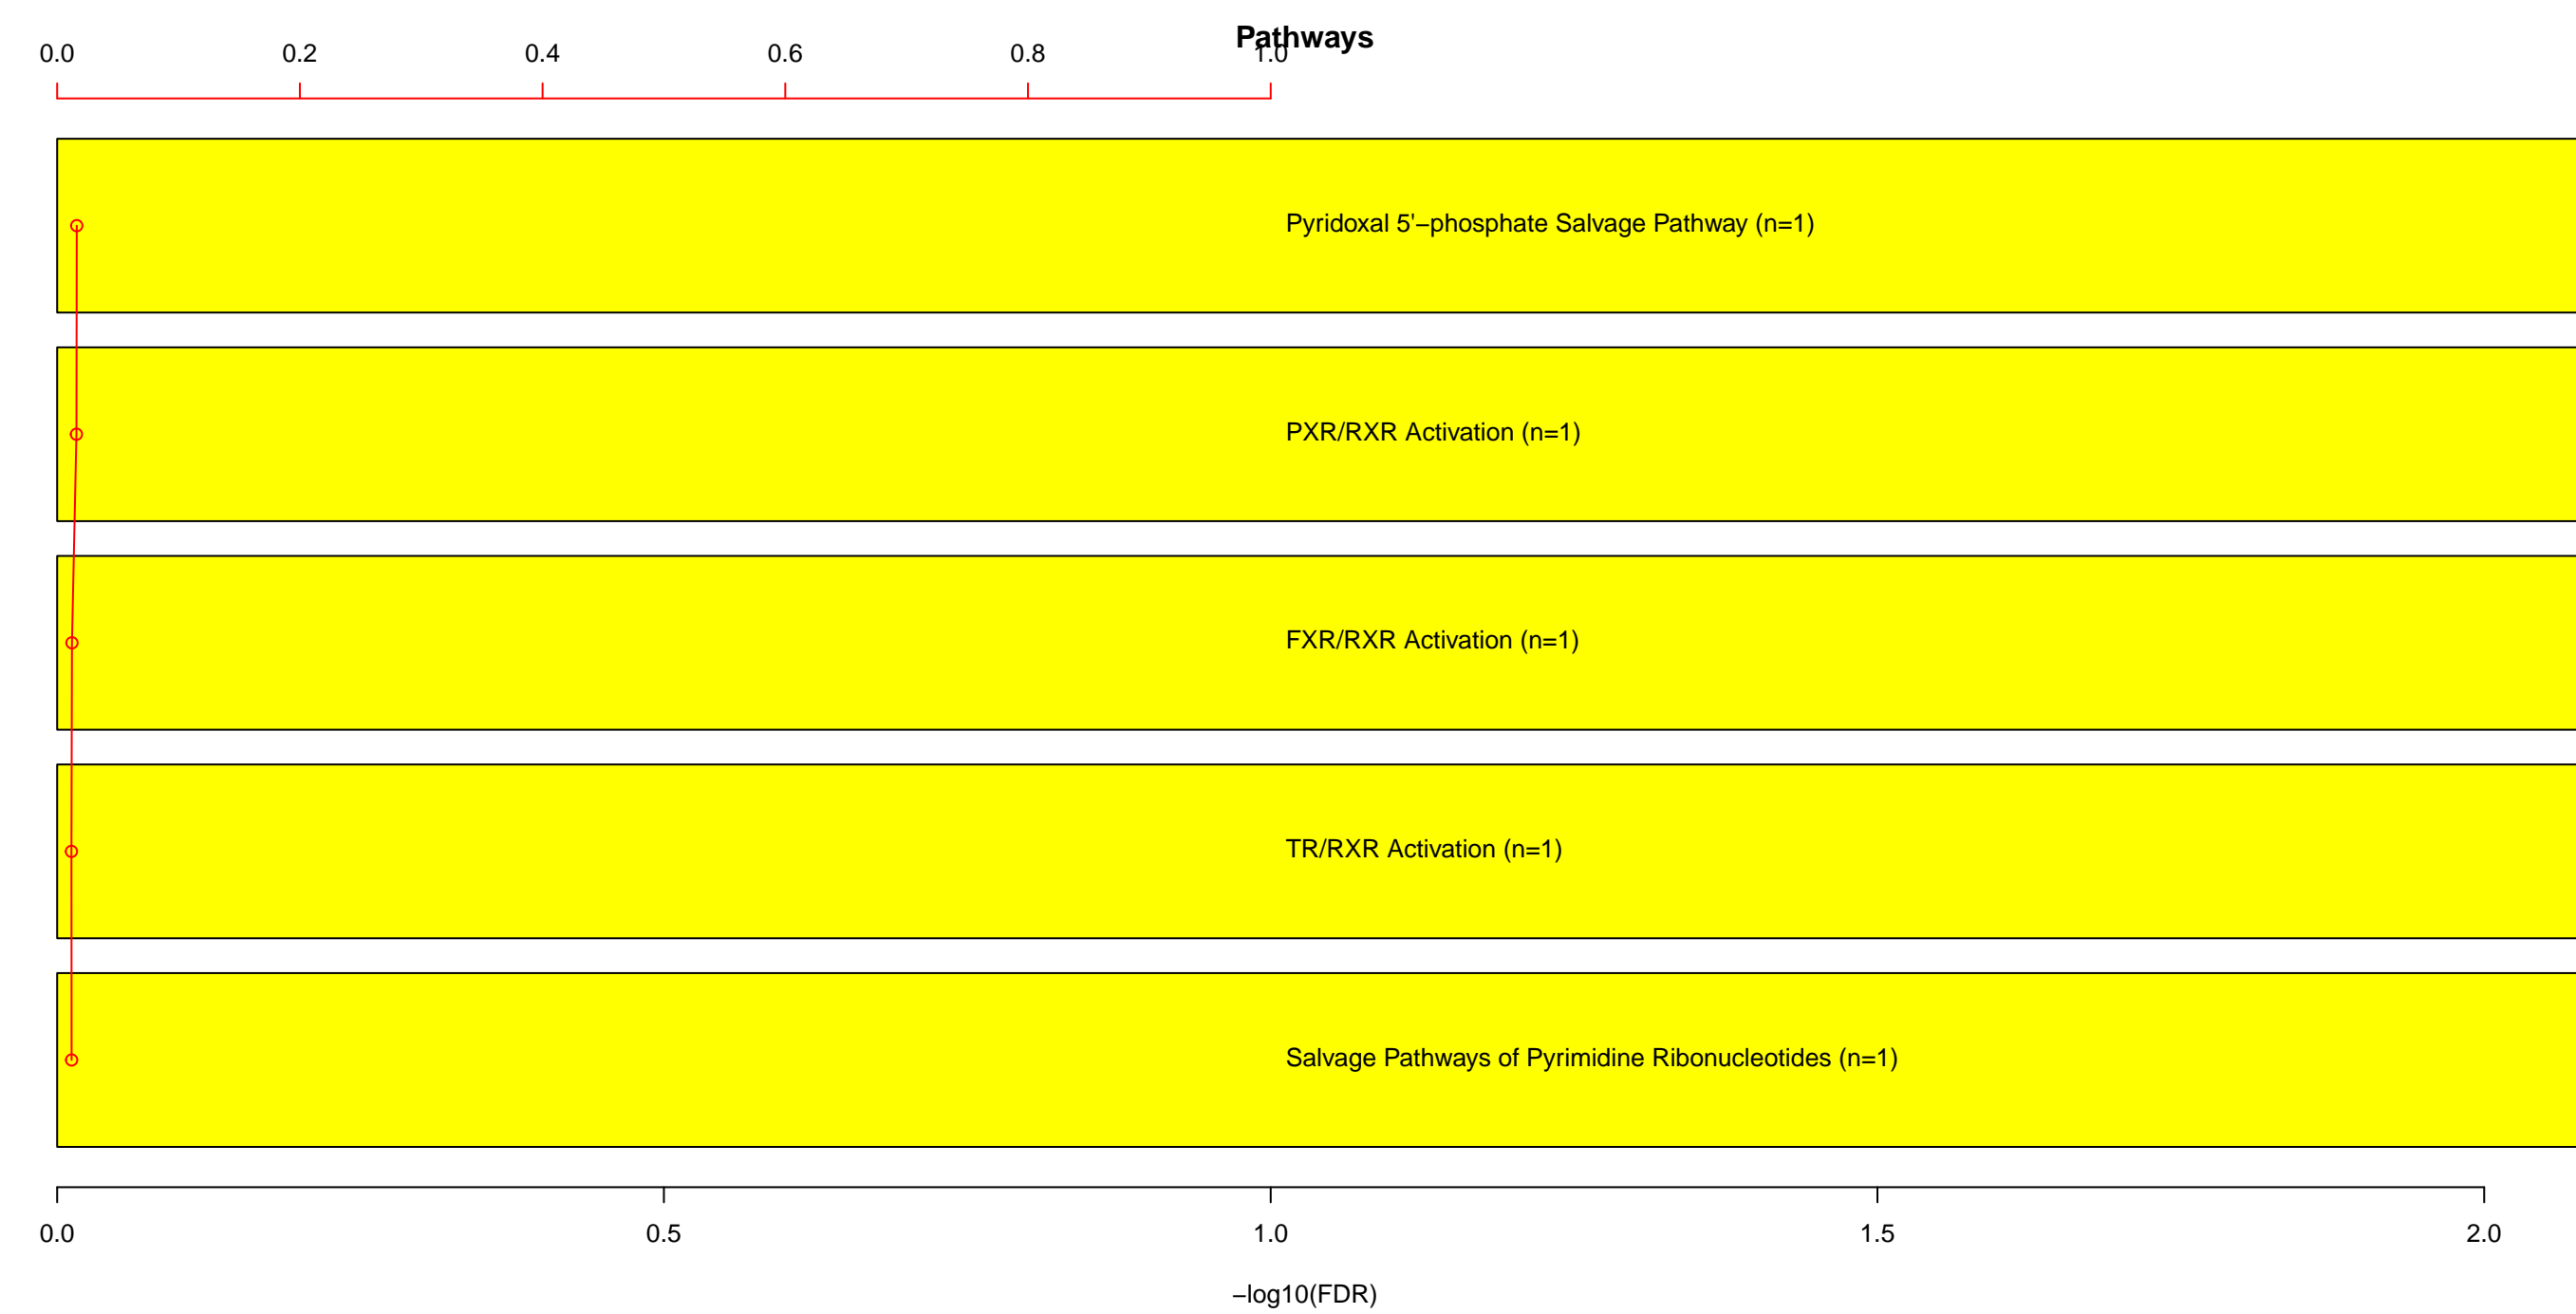 Pathways
0.0 0.2 0.4 0.6 0.8 1.0
Pyridoxal 5'−phosphate Salvage Pathway (n=1)
PXR/RXR Activation (n=1)
FXR/RXR Activation (n=1)
TR/RXR Activation (n=1)
Salvage Pathways of Pyrimidine Ribonucleotides (n=1)
0.0 0.5 1.0 1.5 2.0
−log10(FDR)